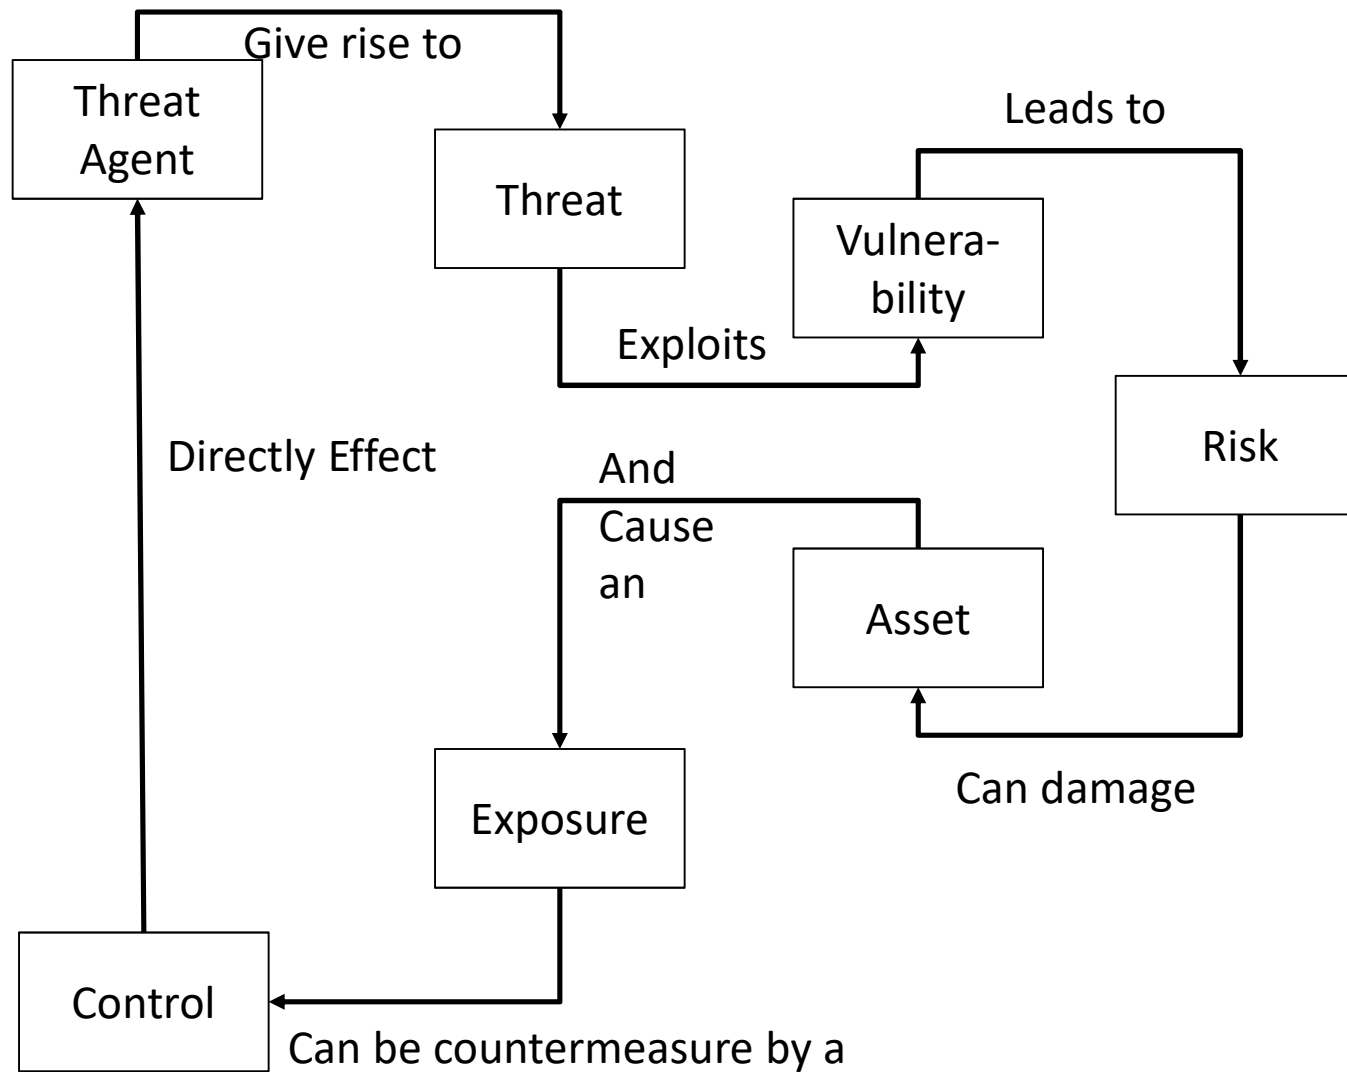 Give rise to
Threat
Agent
Leads to
Threat
Vulnera-
bility
Exploits
Directly Effect
And
Cause
an
Risk
Asset
Can damage
Exposure
Control
Can be countermeasure by a